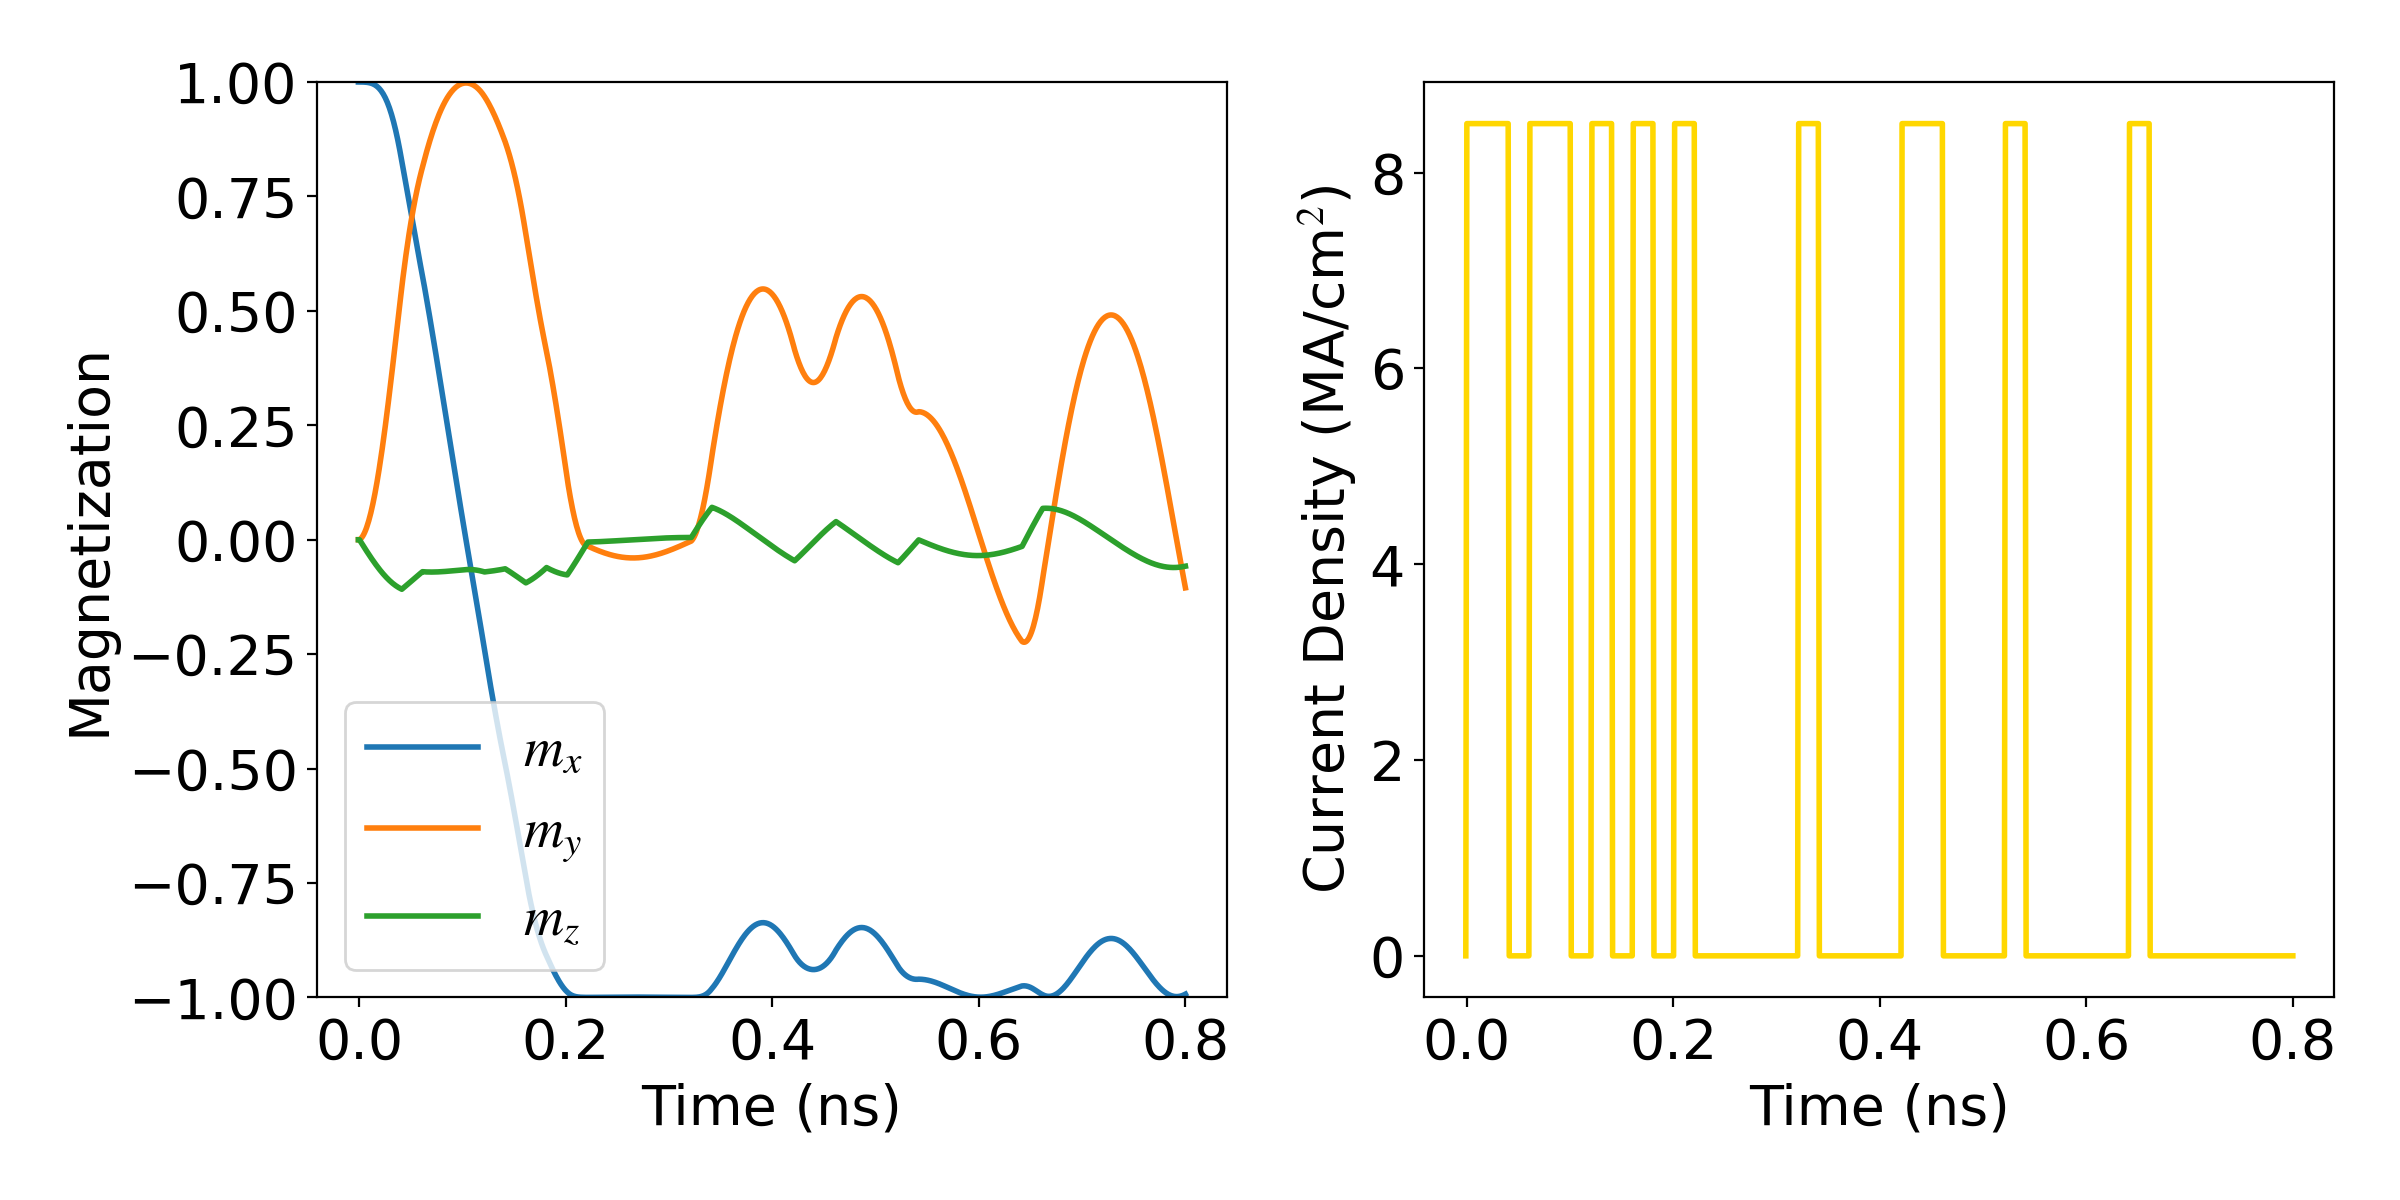 Magnetization
1.00
0.75
0.50
0.25
0.00
−0.25
−0.50
−0.75
−1.00
m_x
m_y
m_z
0.0 0.2 0.4 0.6 0.8
Time (ns)
Current Density (MA/cm²)
8
6
4
2
0
0.0 0.2 0.4 0.6 0.8
Time (ns)